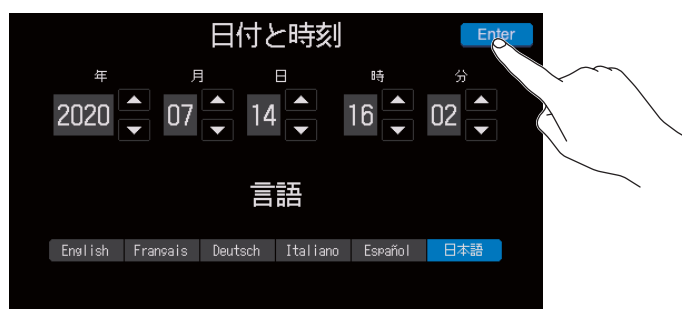 日付と時刻 Enter
年 月 日 時 分
2020 07 14 16 02
言語
English Français Deutsch Italiano Español 日本語